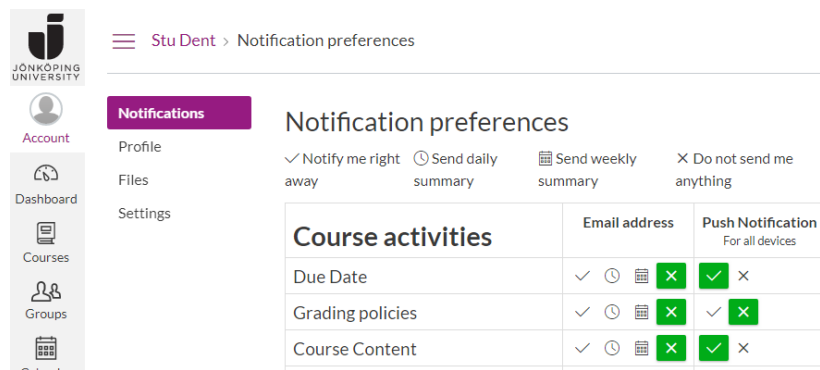 JÖNKÖPING
UNIVERSITY
Account
Dashboard
Courses
Groups
Stu Dent > Notification preferences
Notifications
Profile
Files
Settings
Notification preferences
Notify me right away
Send daily summary
Send weekly summary
Do not send me anything
Course activities
Email address
Push Notification
For all devices
Due Date
Grading policies
Course Content